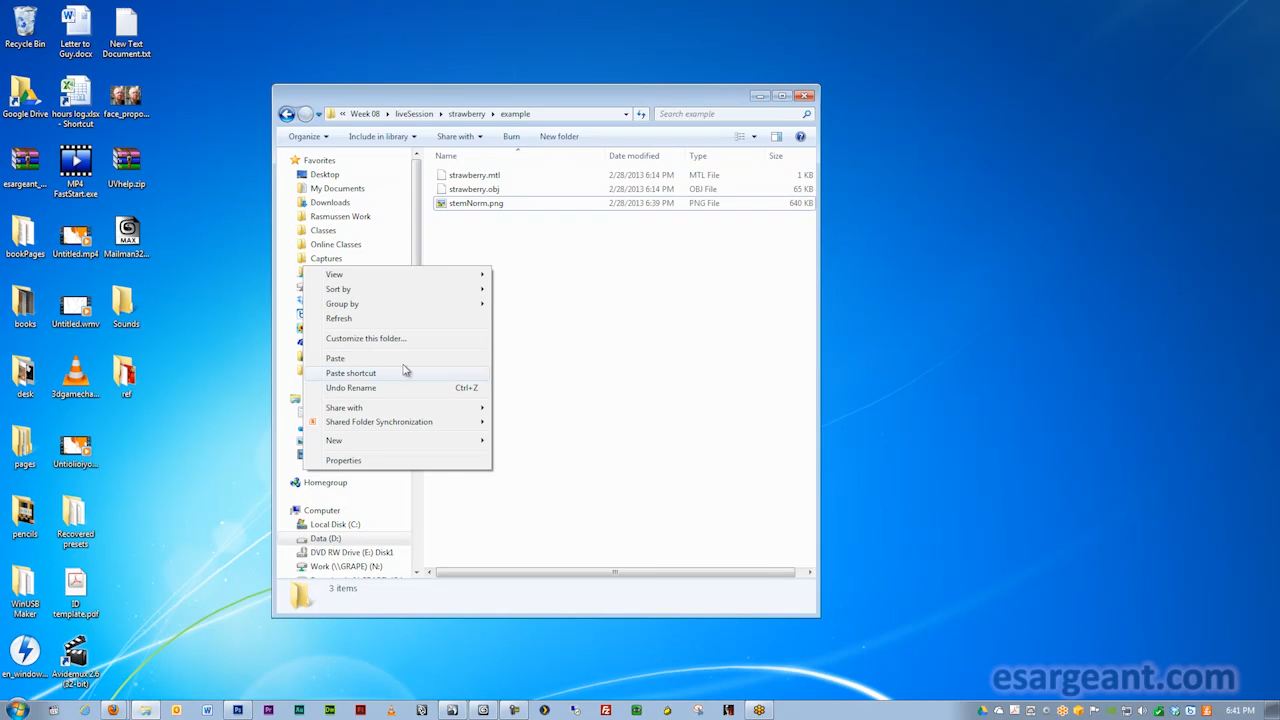 Recycle Bin
Letter to Guy.docx
New Text Document.txt
Google Drive
hours log.xlsx - Shortcut
face_propo...
esargeant_...
MP4 FastStart.exe
UVhelp.zip
bookPages
Untitled.mp4
Mailman32...
books
Untitled.wmv
Sounds
desk
3dgamecha...
ref
pages
Untiolioiyo...
pencils
Recovered presets
WinUSB Maker
ID template.pdf
en_window...
Avidemux 2.6 (32-bit)
« Week 08 liveSession strawberry example
Search example
Organize Include in library Share with Burn New folder
Name Date modified Type Size
strawberry.mtl 2/28/2013 6:14 PM MTL File 1 KB
strawberry.obj 2/28/2013 6:14 PM OBJ File 65 KB
stemNorm.png 2/28/2013 6:39 PM PNG File 640 KB
Favorites
Desktop
My Documents
Downloads
Rasmussen Work
Classes
Online Classes
Captures
View
Sort by
Group by
Refresh
Customize this folder...
Paste
Paste shortcut
Undo Rename Ctrl+Z
Share with
Shared Folder Synchronization
New
Properties
Homegroup
Computer
Local Disk (C:)
Data (D:)
DVD RW Drive (E:) Disk1
Work (\\GRAPE) (N:)
3 items
esargeant.com
6:41 PM